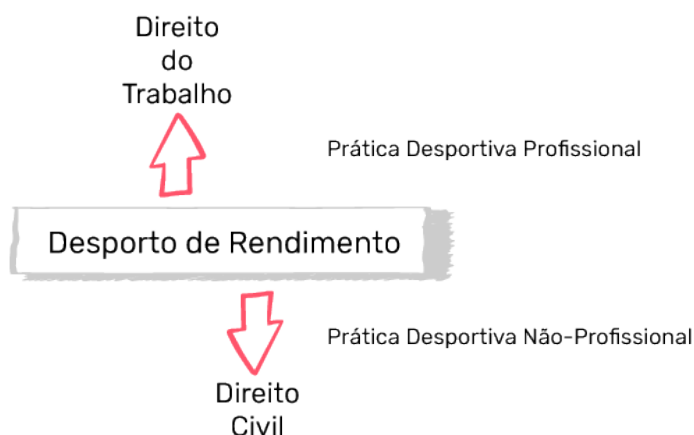 Direito
do
Trabalho
Prática Desportiva Profissional
Desporto de Rendimento
Prática Desportiva Não-Profissional
Direito
Civil